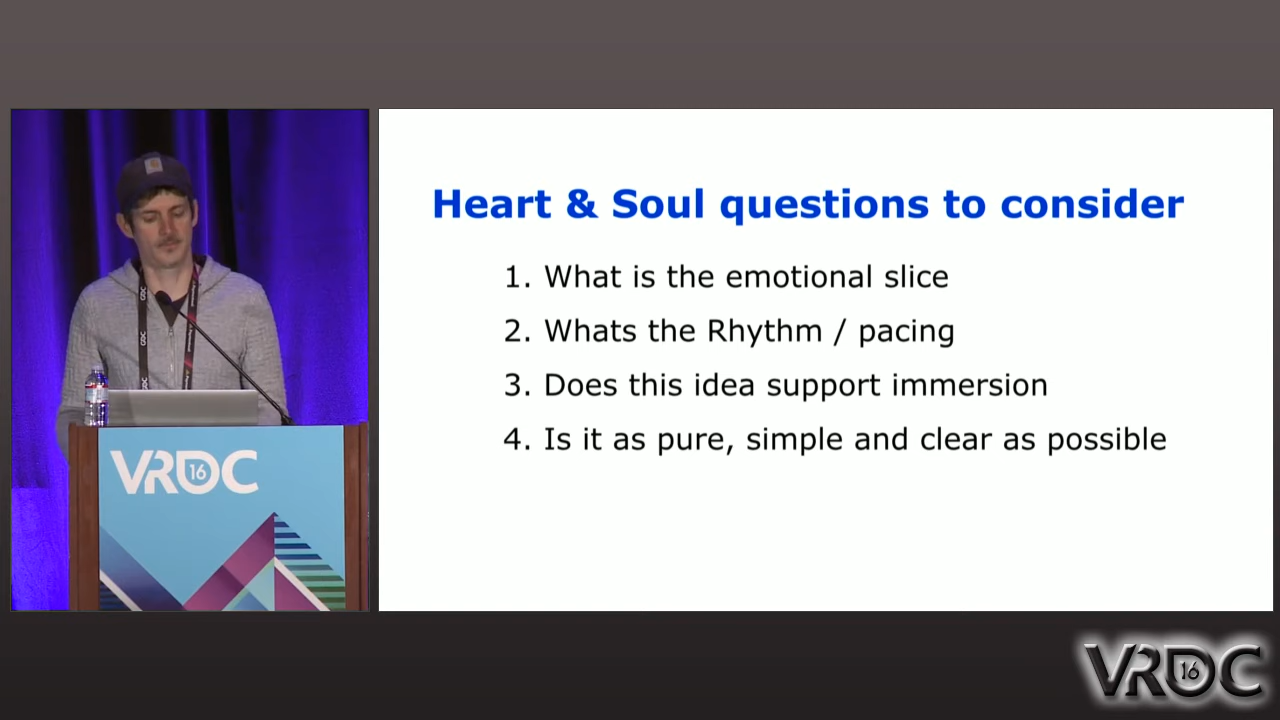 Heart & Soul questions to consider
1. What is the emotional slice
2. Whats the Rhythm / pacing
3. Does this idea support immersion
4. Is it as pure, simple and clear as possible
VRDC 16
VRDC 16